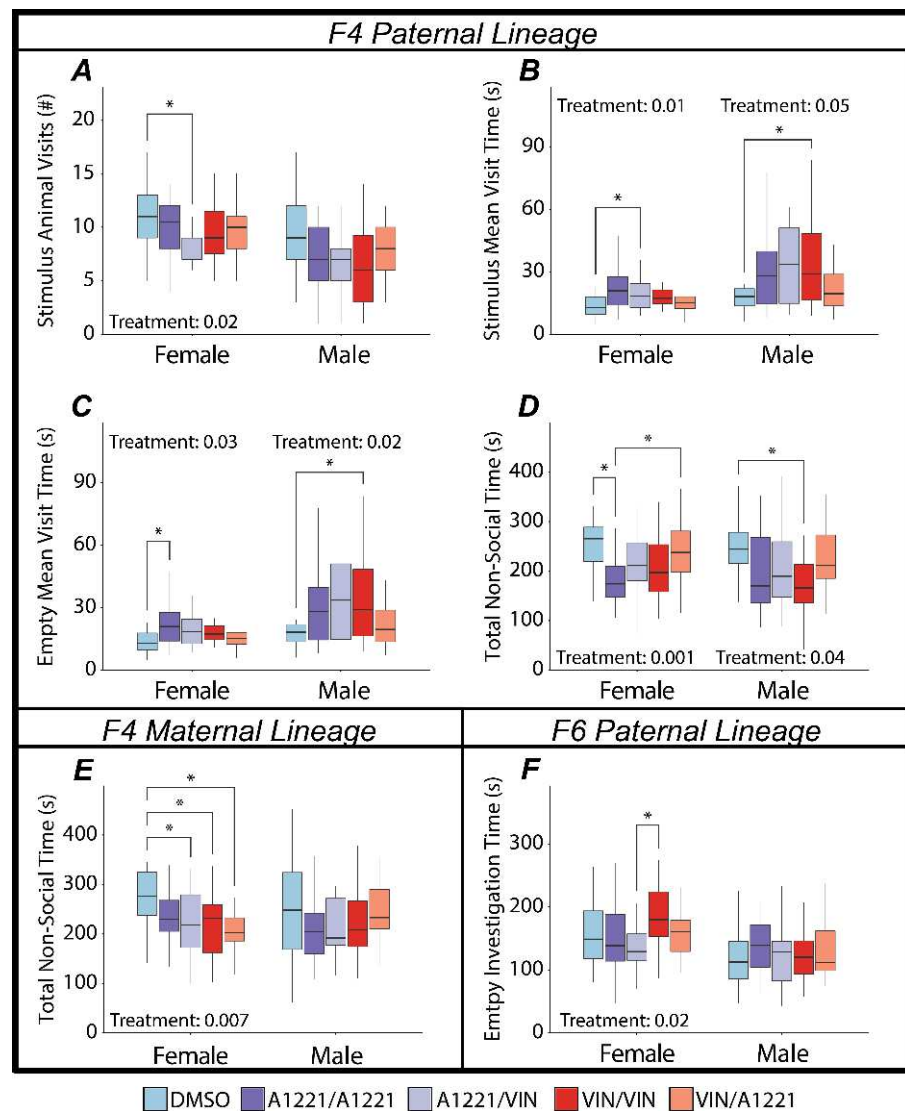 F4 Paternal Lineage
A
Stimulus Animal Visits (#)
20
15
10
5
0
*
Treatment: 0.02
Female Male
B
Stimulus Mean Visit Time (s)
90
60
30
0
Treatment: 0.01 Treatment: 0.05
*
*
Female Male
C
Empty Mean Visit Time (s)
90
60
30
0
Treatment: 0.03 Treatment: 0.02
*
*
Female Male
D
Total Non-Social Time (s)
400
300
200
100
0
*
*
*
Treatment: 0.001 Treatment: 0.04
Female Male
F4 Maternal Lineage
E
Total Non-Social Time (s)
400
300
200
100
0
*
*
*
Treatment: 0.007
Female Male
F6 Paternal Lineage
F
Emtpy Investigation Time (s)
300
200
100
0
*
Treatment: 0.02
Female Male
DMSO A1221/A1221 A1221/VIN VIN/VIN VIN/A1221